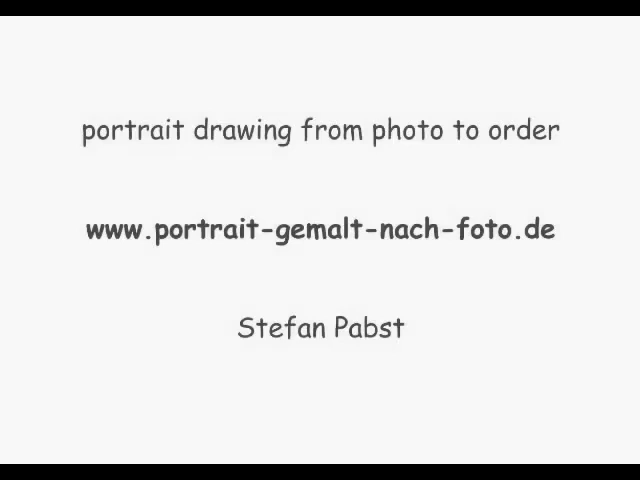 portrait drawing from photo to order
www.portrait-gemalt-nach-foto.de
Stefan Pabst